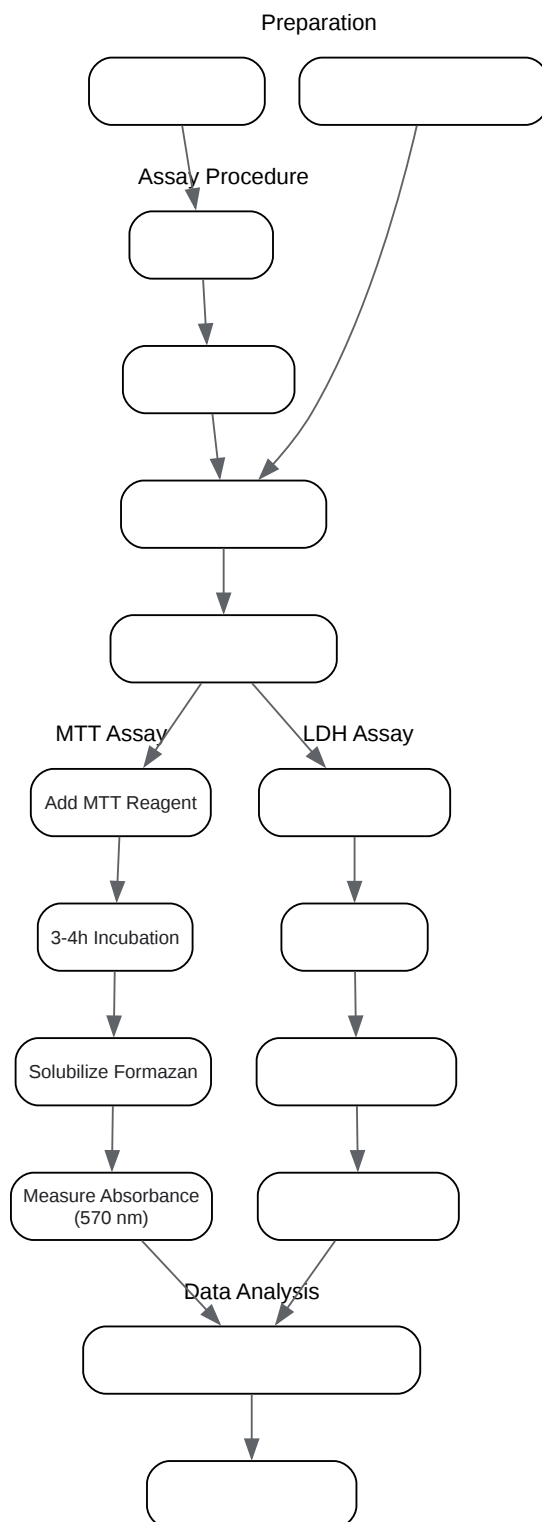 Preparation
Assay Procedure
MTT Assay
LDH Assay
Add MTT Reagent
3-4h Incubation
Solubilize Formazan
Measure Absorbance
(570 nm)
Data Analysis